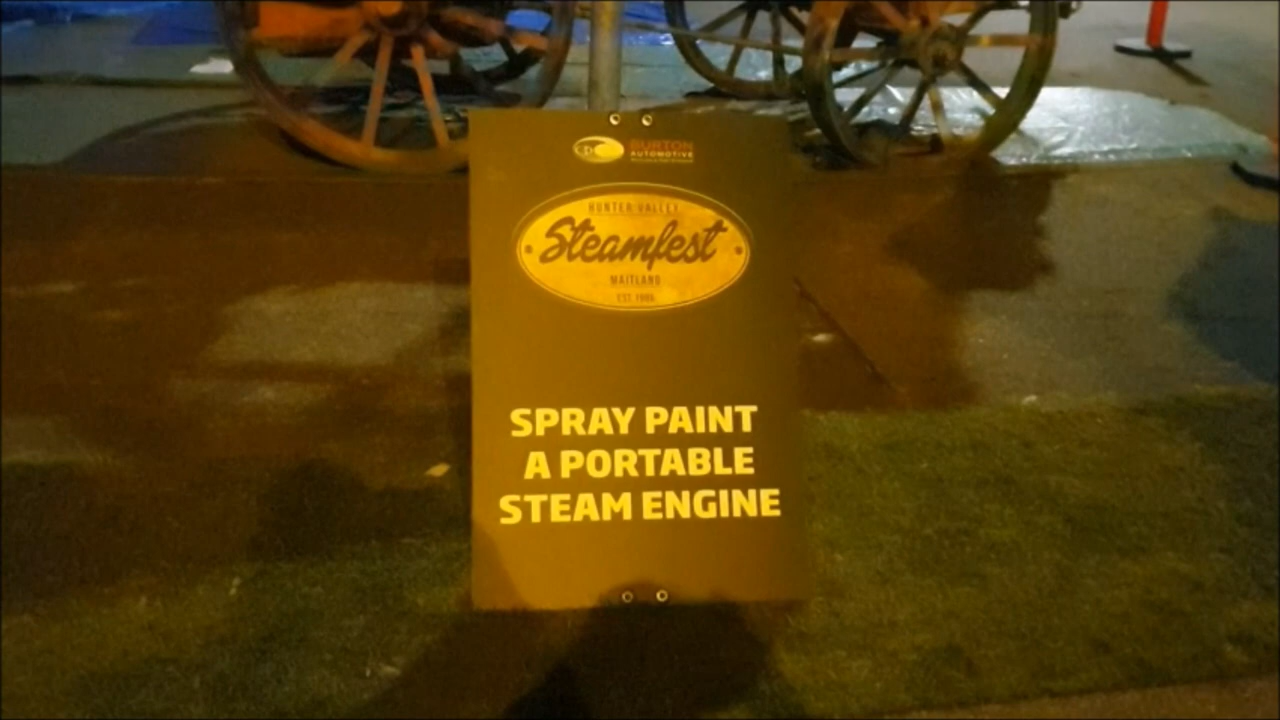 BURTON
AUTOMOTIVE
HUNTER VALLEY
Steamfest
MAITLAND
EST. 1986
SPRAY PAINT
A PORTABLE
STEAM ENGINE